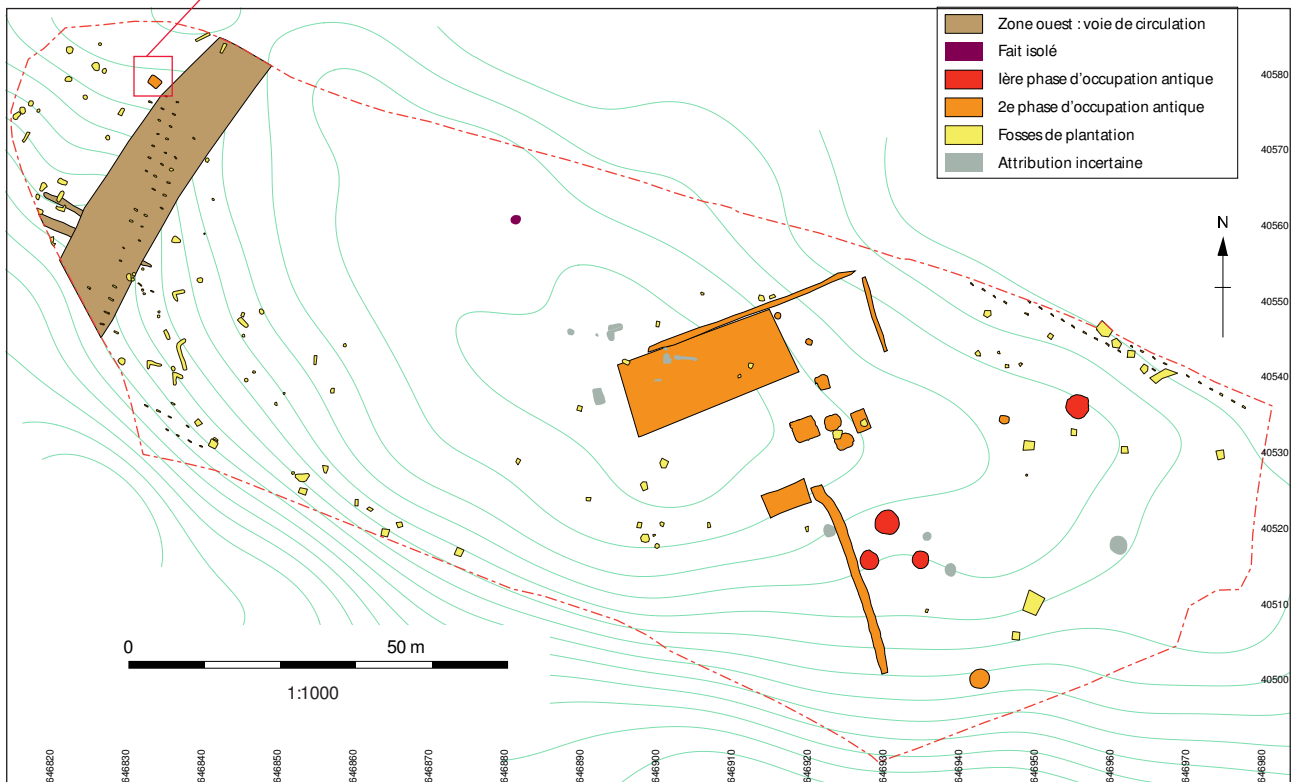 Zone ouest : voie de circulation
Fait isolé
Ière phase d'occupation antique
2e phase d'occupation antique
Fosses de plantation
Attribution incertaine
N
40580
40570
40560
40550
40540
40530
40520
40510
40500
0 50 m
1:1000
646820 646830 646840 646850 646860 646870 646880 646890 646900 646910 646920 646930 646940 646950 646960 646970 646980